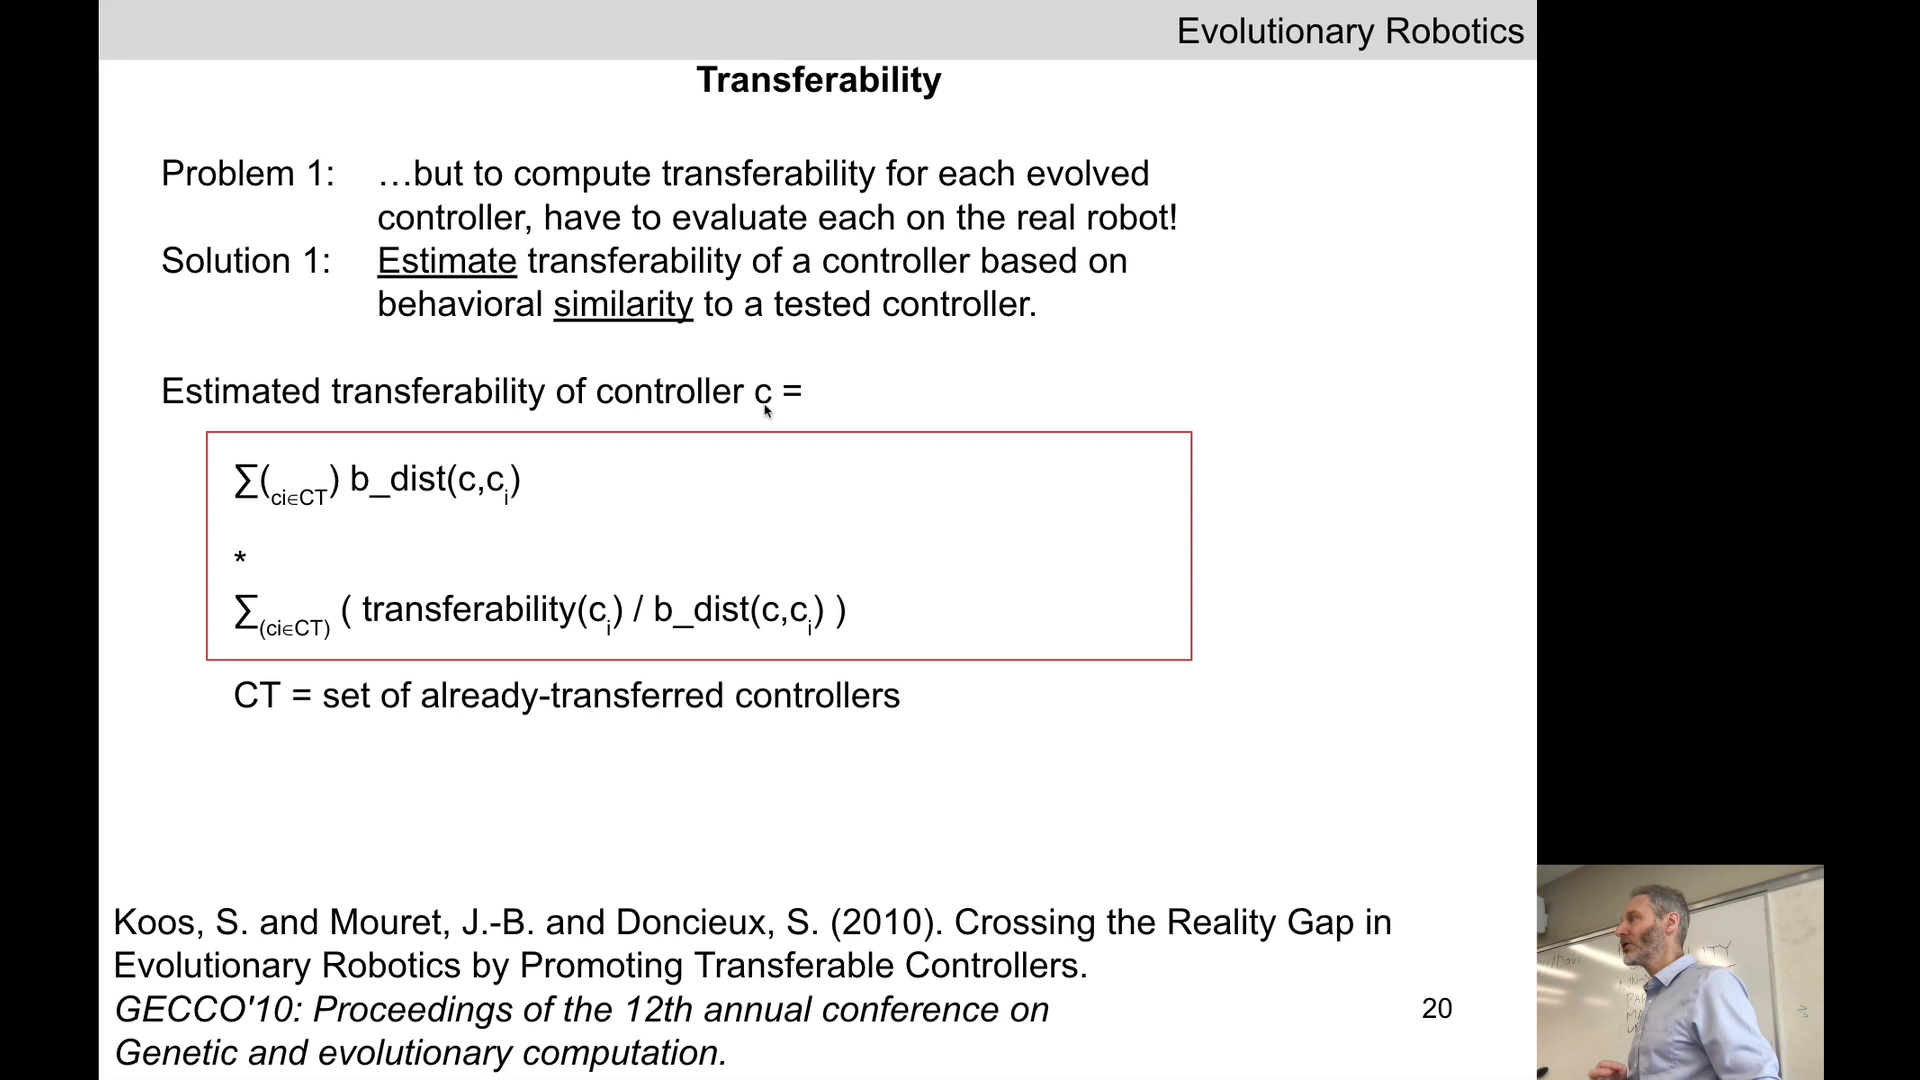 Evolutionary Robotics
Transferability
Problem 1: …but to compute transferability for each evolved
controller, have to evaluate each on the real robot!
Solution 1: Estimate transferability of a controller based on
behavioral similarity to a tested controller.
Estimated transferability of controller c =
∑(ci∈CT) b_dist(c,ci)
*
∑(ci∈CT) ( transferability(ci) / b_dist(c,ci) )
CT = set of already-transferred controllers
Koos, S. and Mouret, J.-B. and Doncieux, S. (2010). Crossing the Reality Gap in
Evolutionary Robotics by Promoting Transferable Controllers.
GECCO'10: Proceedings of the 12th annual conference on
Genetic and evolutionary computation.
20